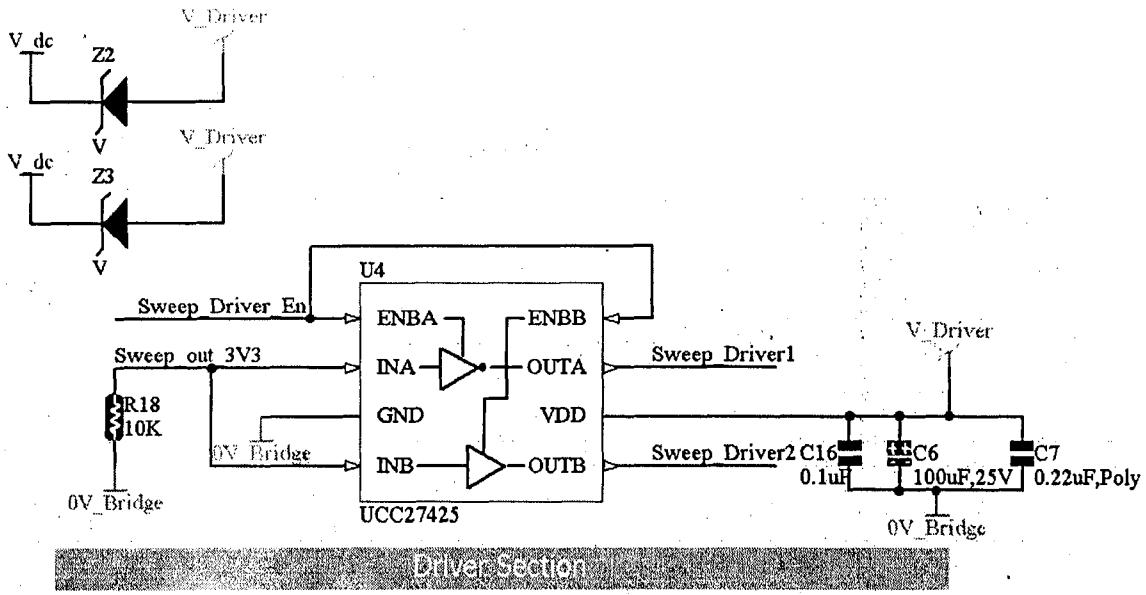 V_Driver
V_dc
Z2
V
V_Driver
V_dc
Z3
V
U4
Sweep_Driver_En
ENBA
ENBB
V_Driver
Sweep_out_3V3
INA
OUTA
Sweep_Driver1
R18
10K
GND
VDD
0V_Bridge
INB
OUTB
Sweep_Driver2
C16
0.1uF
C6
100uF,25V
C7
0.22uF,Poly
0V_Bridge
UCC27425
0V_Bridge
Driver Section